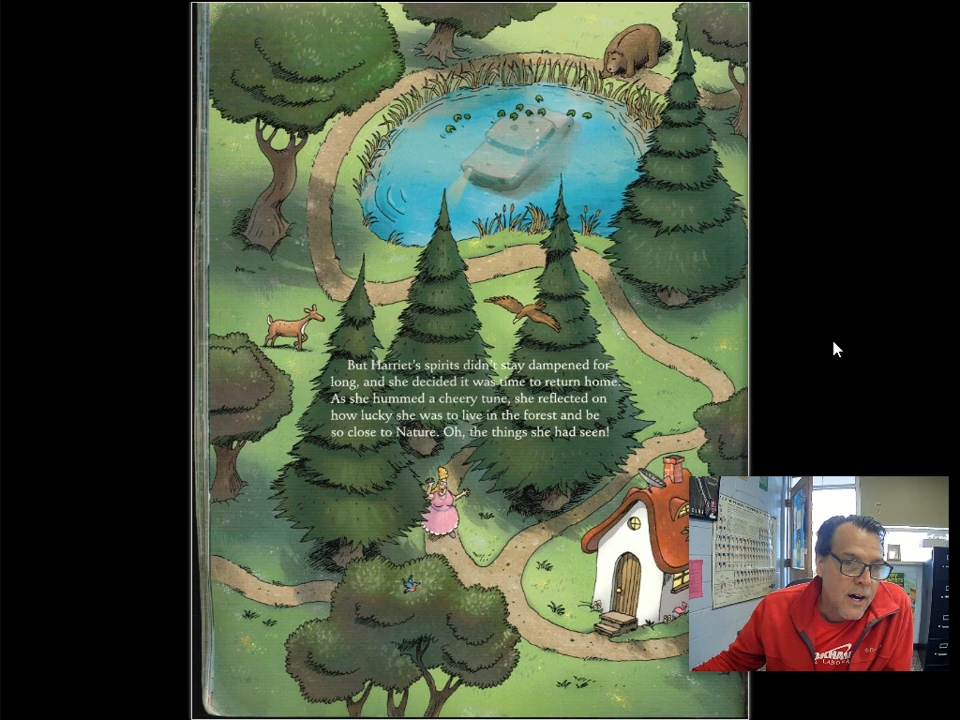 But Harriet's spirits didn't stay dampened for
long, and she decided it was time to return home.
As she hummed a cheery tune, she reflected on
how lucky she was to live in the forest and be
so close to Nature. Oh, the things she had seen!